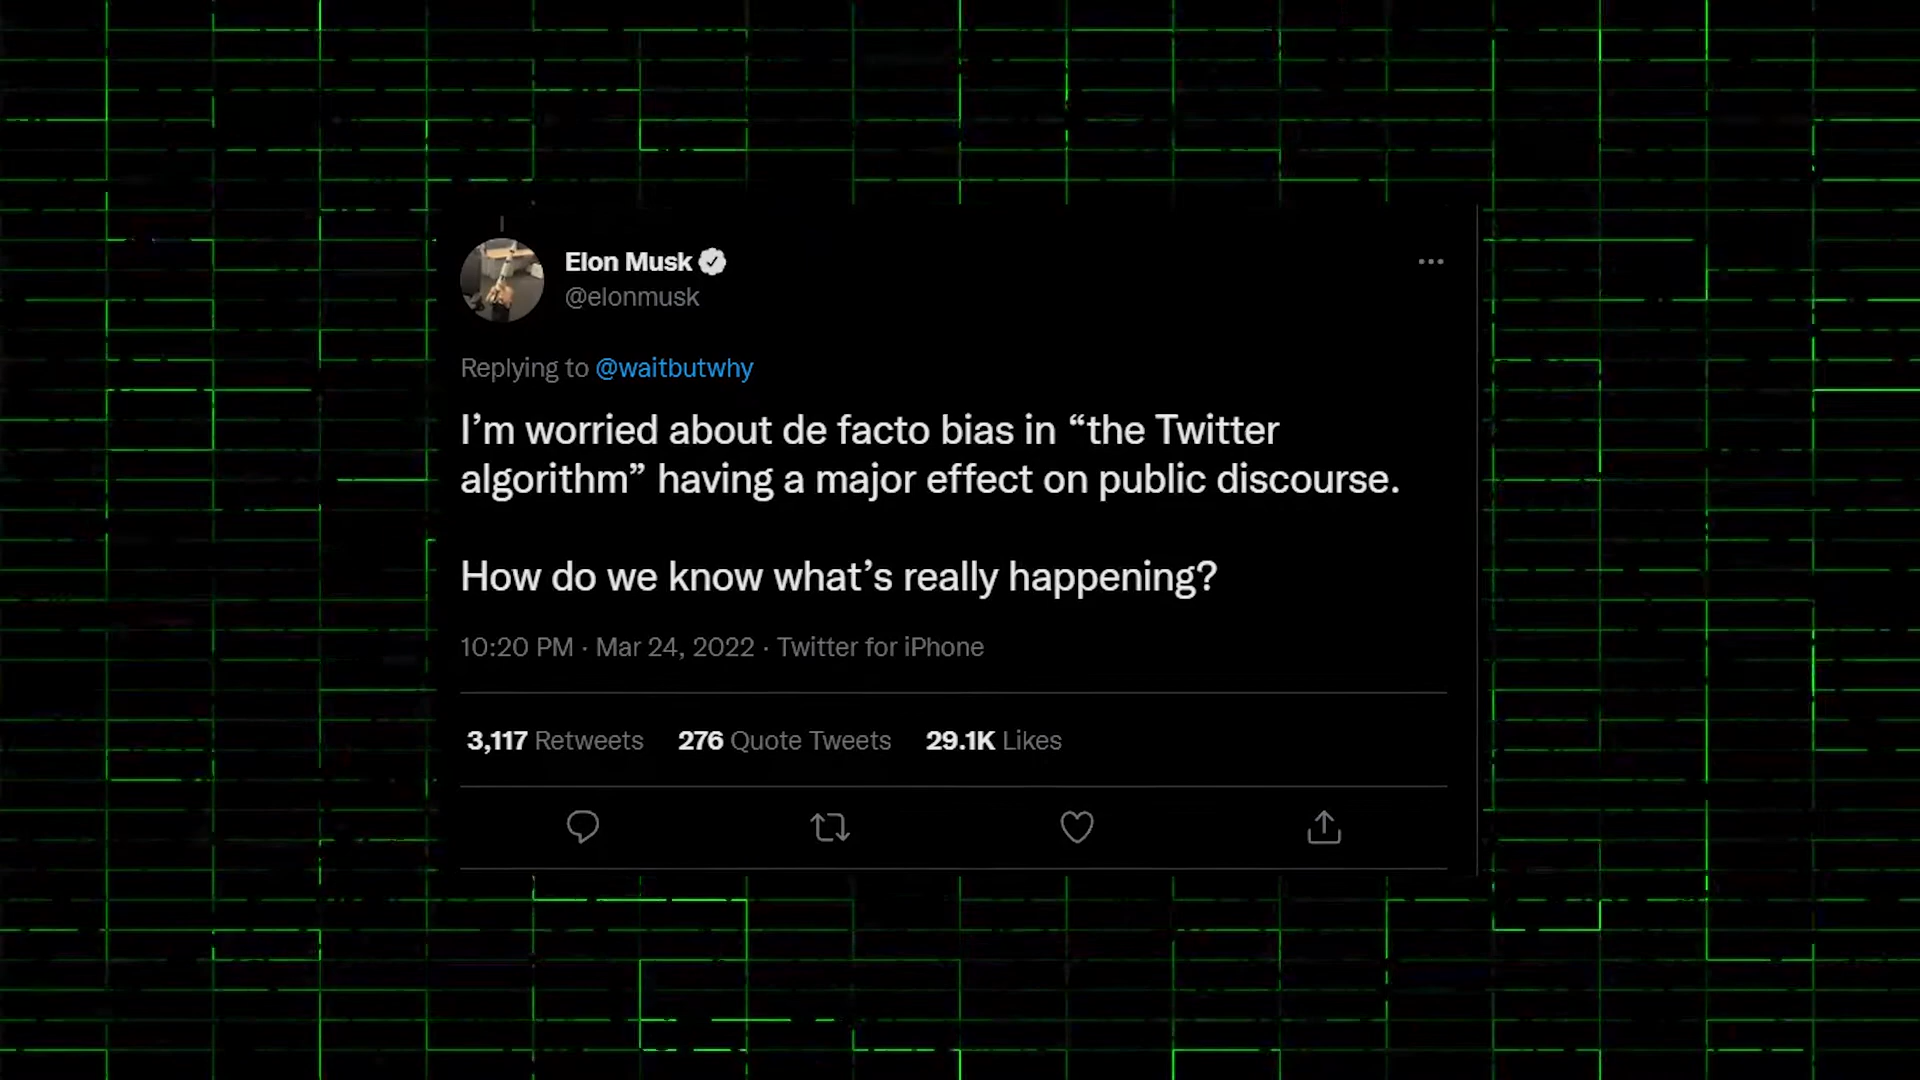 Elon Musk
@elonmusk
Replying to @waitbutwhy
I’m worried about de facto bias in “the Twitter
algorithm” having a major effect on public discourse.
How do we know what’s really happening?
10:20 PM · Mar 24, 2022 · Twitter for iPhone
3,117 Retweets 276 Quote Tweets 29.1K Likes